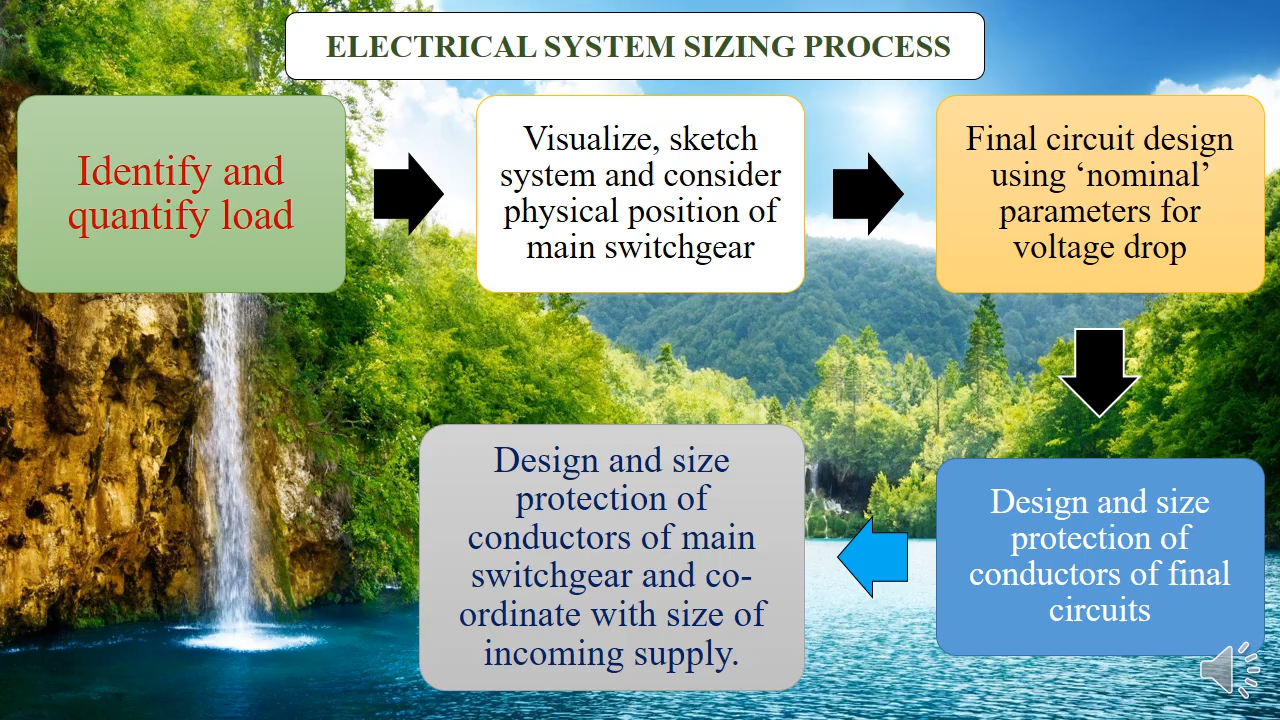 ELECTRICAL SYSTEM SIZING PROCESS
Identify and
quantify load
Visualize, sketch
system and consider
physical position of
main switchgear
Final circuit design
using ‘nominal’
parameters for
voltage drop
Design and size
protection of
conductors of final
circuits
Design and size
protection of
conductors of main
switchgear and co-
ordinate with size of
incoming supply.